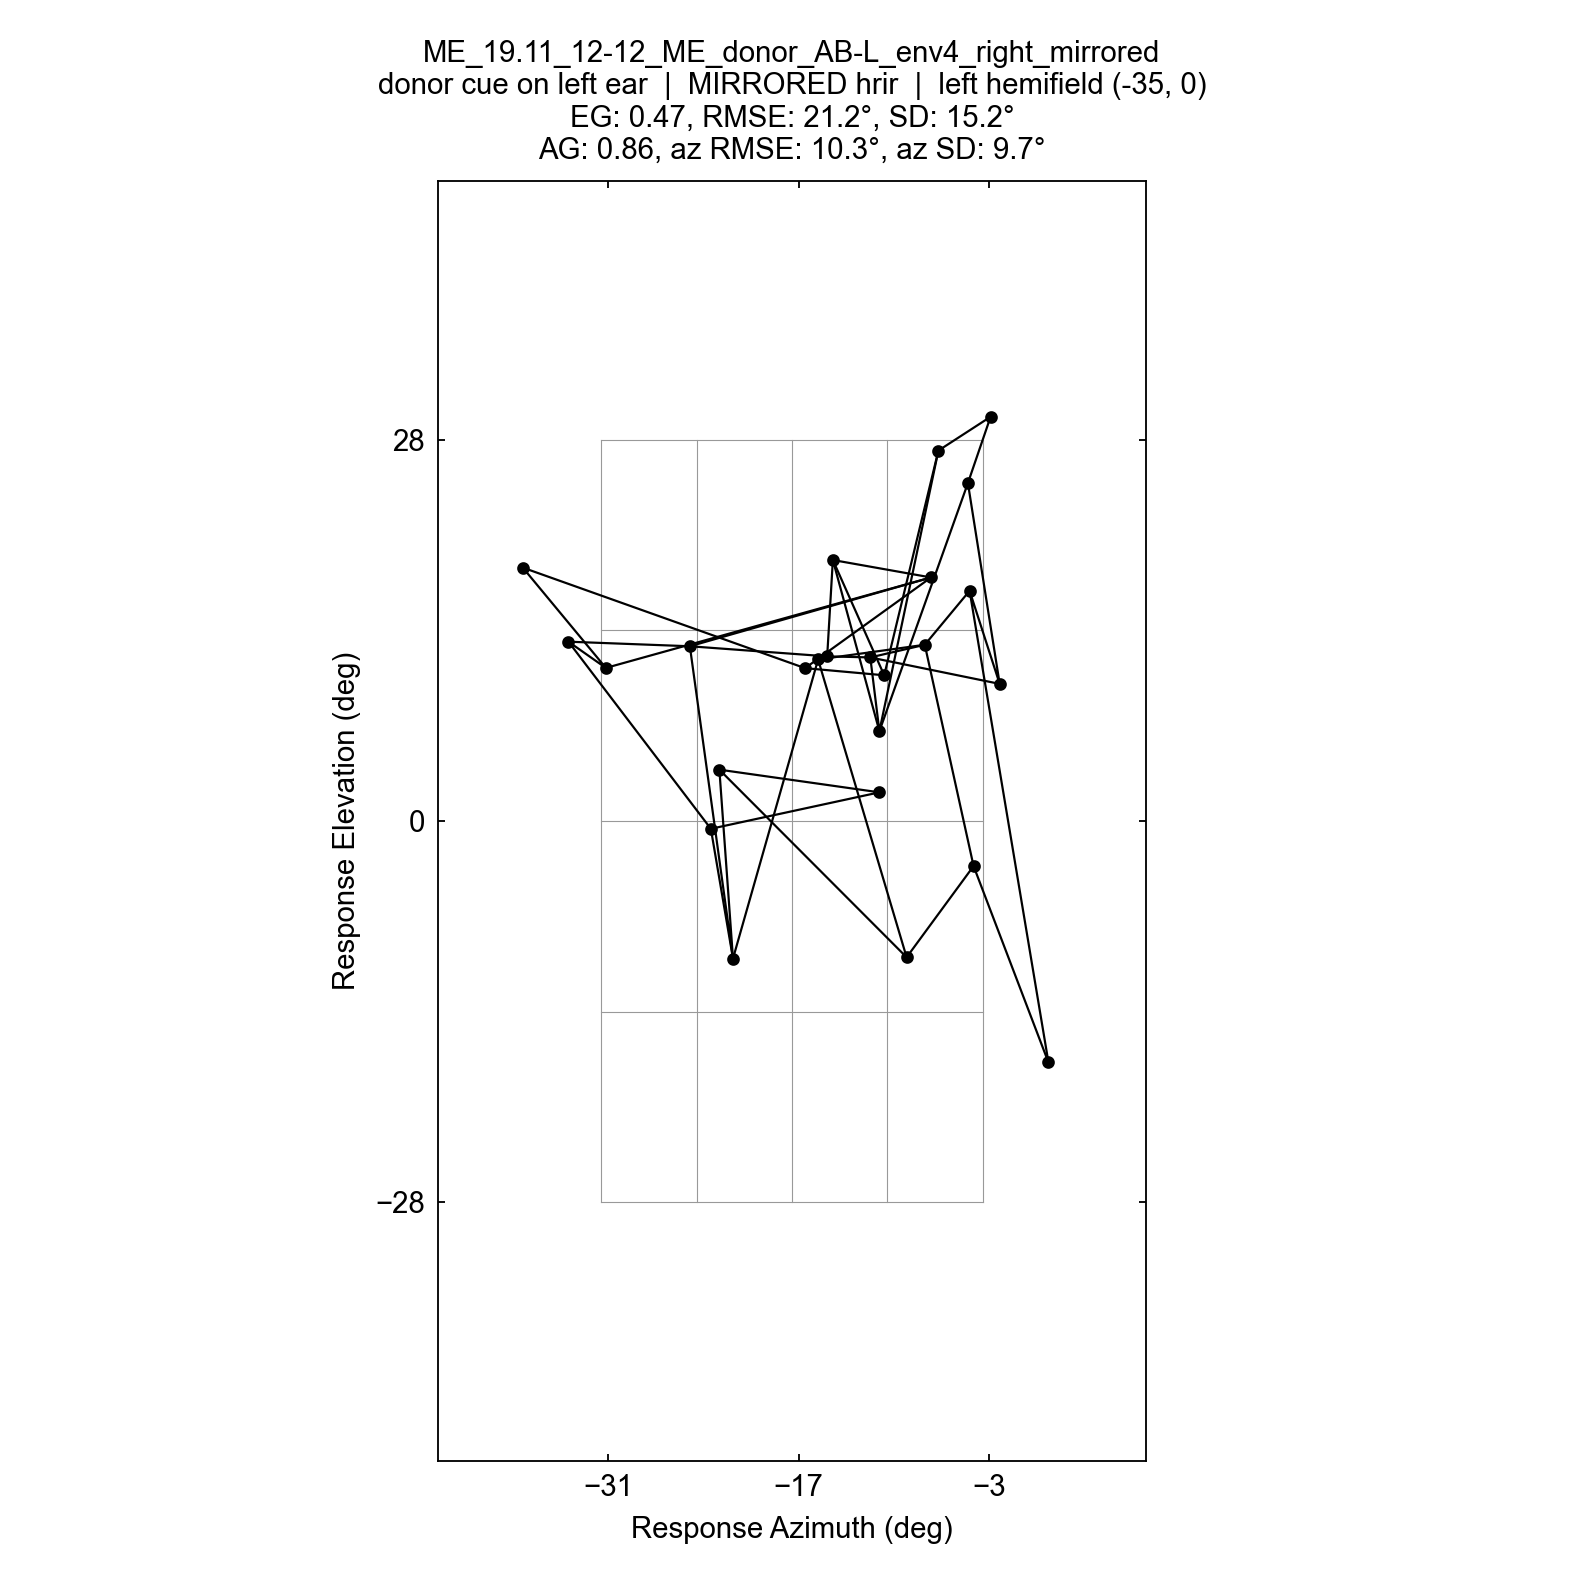 ME_19.11_12-12_ME_donor_AB-L_env4_right_mirrored
donor cue on left ear | MIRRORED hrir | left hemifield (-35, 0)
EG: 0.47, RMSE: 21.2°, SD: 15.2°
AG: 0.86, az RMSE: 10.3°, az SD: 9.7°
28
0
−28
Response Elevation (deg)
−31 −17 −3
Response Azimuth (deg)